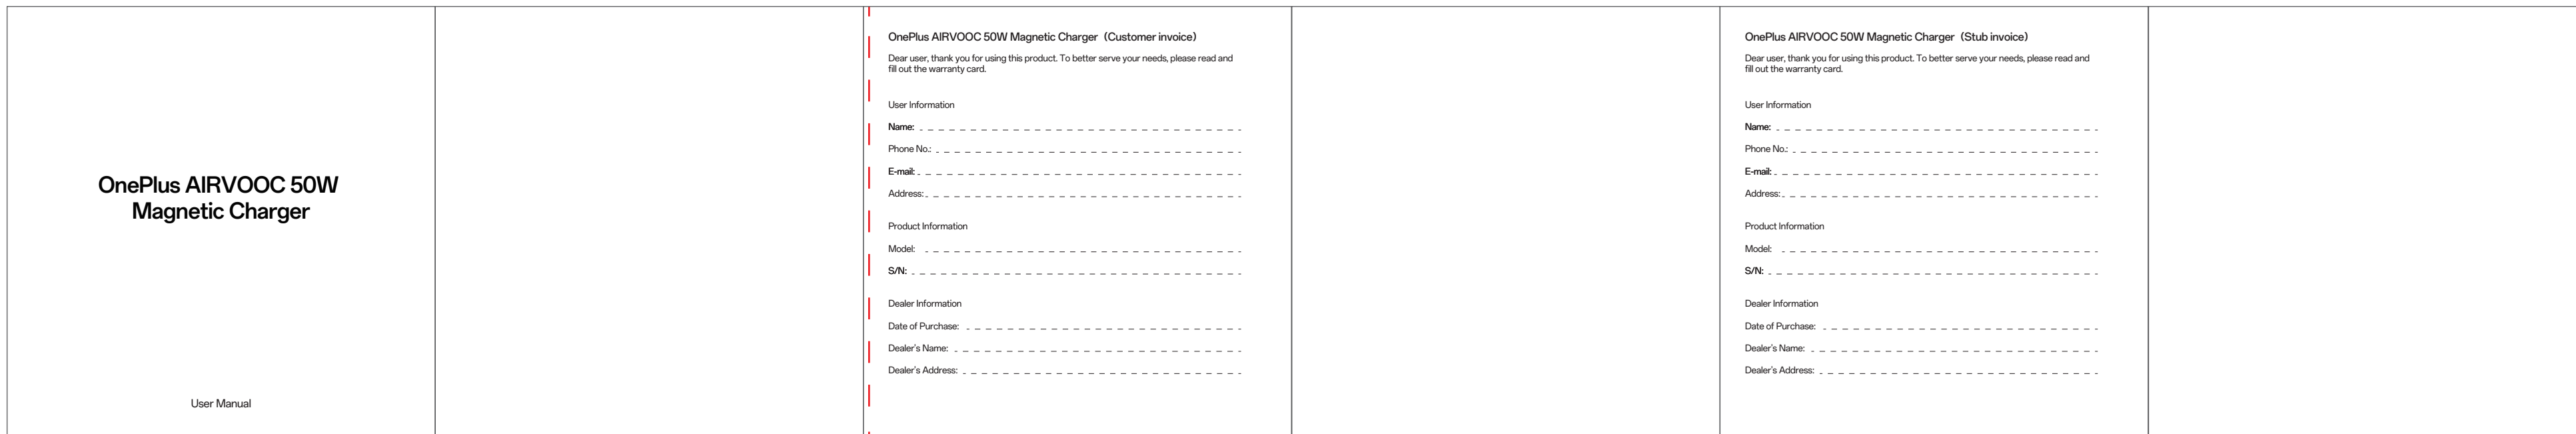 OnePlus AIRVOOC 50W
Magnetic Charger
User Manual
OnePlus AIRVOOC 50W Magnetic Charger (Customer invoice)
Dear user, thank you for using this product. To better serve your needs, please read and
fill out the warranty card.
User Information
Name:
Phone No.:
E-mail:
Address:
Product Information
Model:
S/N:
Dealer Information
Date of Purchase:
Dealer's Name:
Dealer's Address:
OnePlus AIRVOOC 50W Magnetic Charger (Stub invoice)
Dear user, thank you for using this product. To better serve your needs, please read and
fill out the warranty card.
User Information
Name:
Phone No.:
E-mail:
Address:
Product Information
Model:
S/N:
Dealer Information
Date of Purchase:
Dealer's Name:
Dealer's Address: